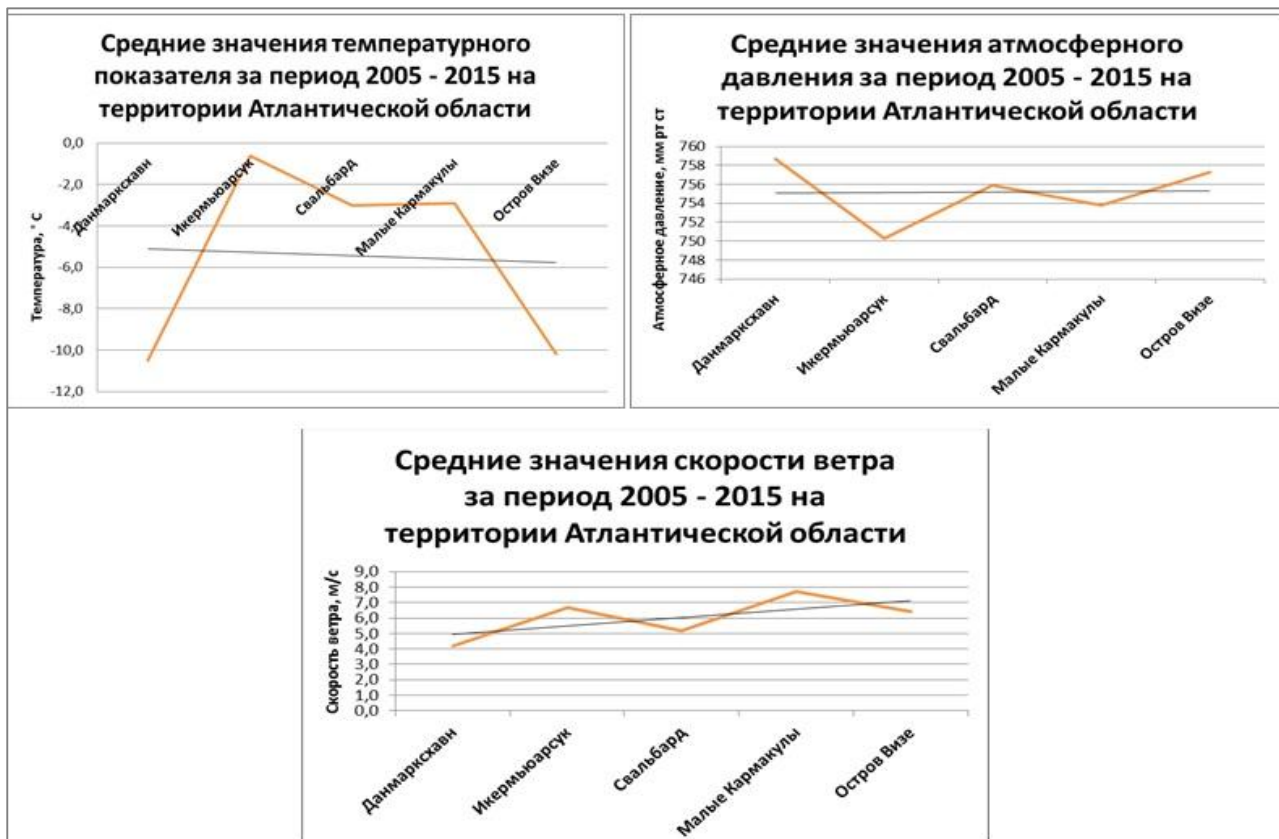 Средние значения температурного
показателя за период 2005 - 2015 на
территории Атлантической области
Температура, ° С
0,0
-2,0
-4,0
-6,0
-8,0
-10,0
-12,0
Данмарксхавн
Икермьюарсук
Свальбард
Малые Кармакулы
Остров Визе
Средние значения атмосферного
давления за период 2005 - 2015 на
территории Атлантической области
Атмосферное давление, мм рт ст
760
758
756
754
752
750
748
746
Данмарксхавн
Икермьюарсук
Свальбард
Малые Кармакулы
Остров Визе
Средние значения скорости ветра
за период 2005 - 2015 на
территории Атлантической области
Скорость ветра, м/с
9,0
8,0
7,0
6,0
5,0
4,0
3,0
2,0
1,0
0,0
Данмарксхавн
Икермьюарсук
Свальбард
Малые Кармакулы
Остров Визе